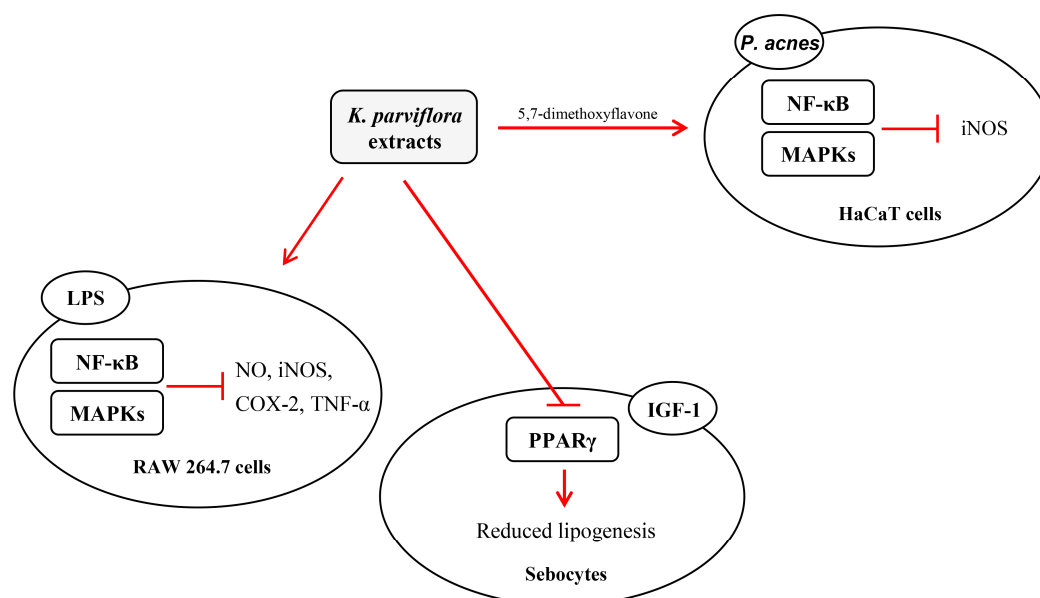 P. acnes
NF-κB
MAPKs
iNOS
HaCaT cells
K. parviflora
extracts
5,7-dimethoxyflavone
LPS
NF-κB
MAPKs
NO, iNOS,
COX-2, TNF-α
RAW 264.7 cells
IGF-1
PPARγ
Reduced lipogenesis
Sebocytes